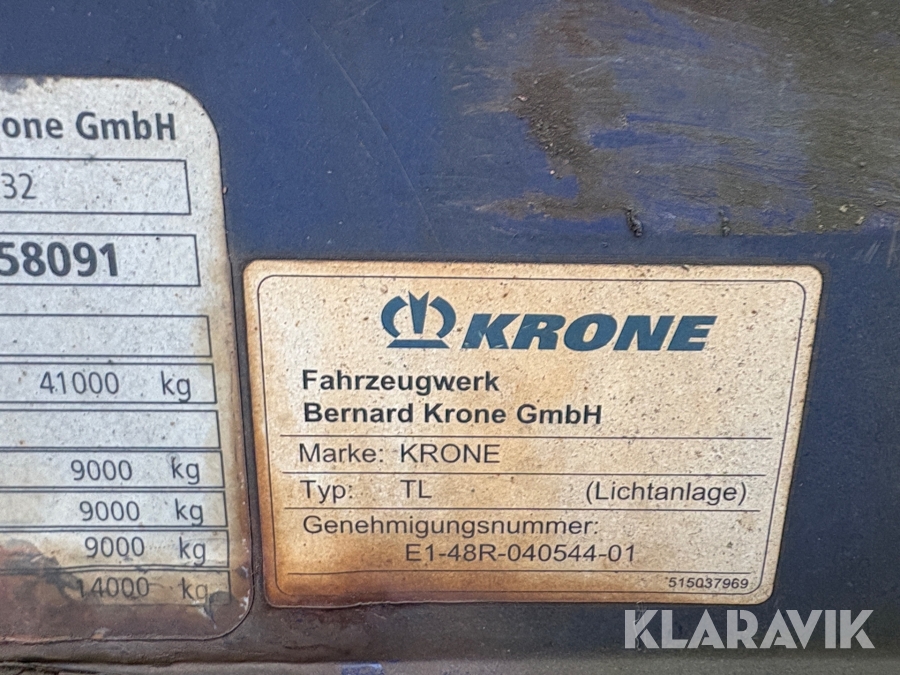 rone GmbH
32
58091
41000 kg
9000 kg
9000 kg
9000 kg
14000 kg
KRONE
Fahrzeugwerk
Bernard Krone GmbH
Marke: KRONE
Typ: TL (Lichtanlage)
Genehmigungsnummer:
E1-48R-040544-01
515037969
KLARAVIK